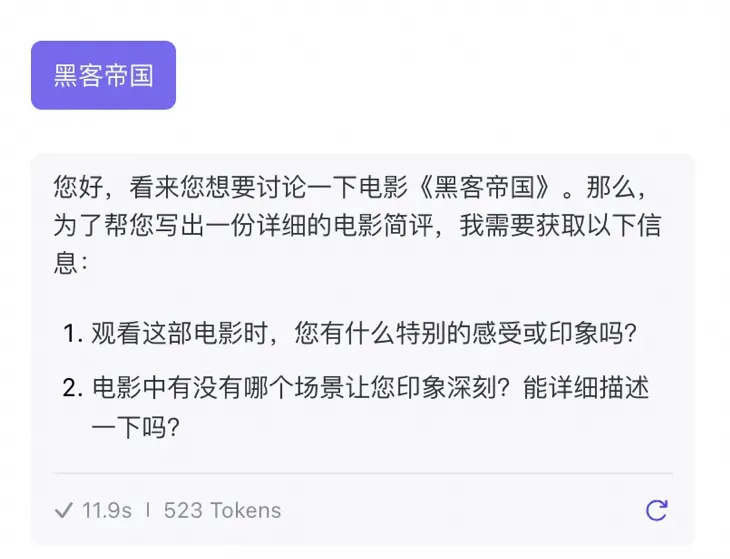 黑客帝国
您好，看来您想要讨论一下电影《黑客帝国》。那么，
为了帮您写出一份详细的电影简评，我需要获取以下信
息：
1. 观看这部电影时，您有什么特别的感受或印象吗？
2. 电影中有没有哪个场景让您印象深刻？能详细描述
一下吗？
11.9s | 523 Tokens